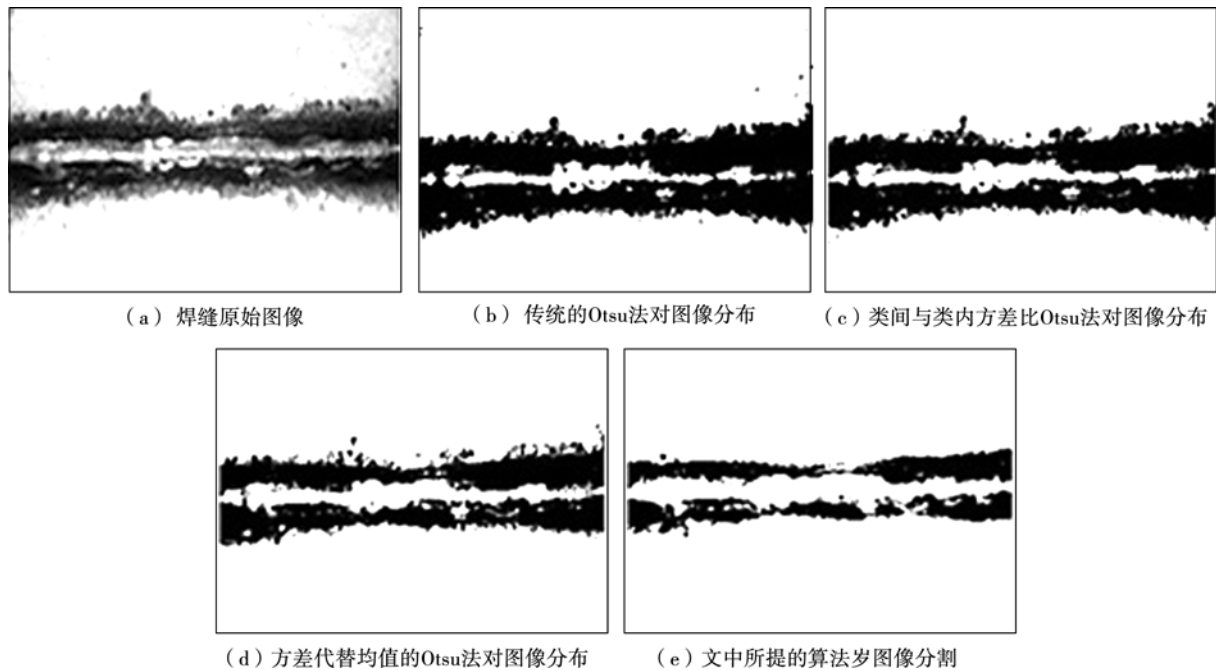 （a）焊缝原始图像
（b）传统的Otsu法对图像分布
（c）类间与类内方差比Otsu法对图像分布
（d）方差代替均值的Otsu法对图像分布
（e）文中所提的算法岁图像分割